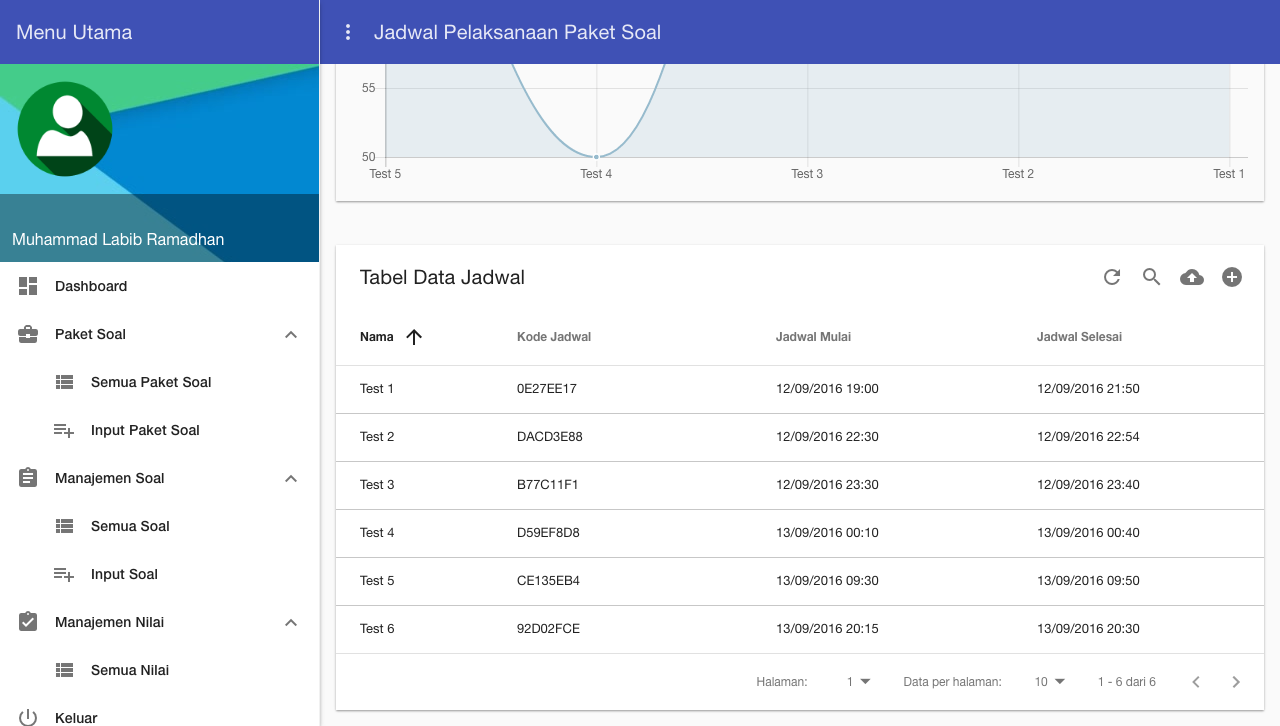 Menu Utama
Jadwal Pelaksanaan Paket Soal
Muhammad Labib Ramadhan
Dashboard
Paket Soal
Semua Paket Soal
Input Paket Soal
Manajemen Soal
Semua Soal
Input Soal
Manajemen Nilai
Semua Nilai
Keluar
55
50
Test 5 Test 4 Test 3 Test 2 Test 1
Tabel Data Jadwal
Nama Kode Jadwal Jadwal Mulai Jadwal Selesai
Test 1 0E27EE17 12/09/2016 19:00 12/09/2016 21:50
Test 2 DACD3E88 12/09/2016 22:30 12/09/2016 22:54
Test 3 B77C11F1 12/09/2016 23:30 12/09/2016 23:40
Test 4 D59EF8D8 13/09/2016 00:10 13/09/2016 00:40
Test 5 CE135EB4 13/09/2016 09:30 13/09/2016 09:50
Test 6 92D02FCE 13/09/2016 20:15 13/09/2016 20:30
Halaman: 1 Data per halaman: 10 1 - 6 dari 6